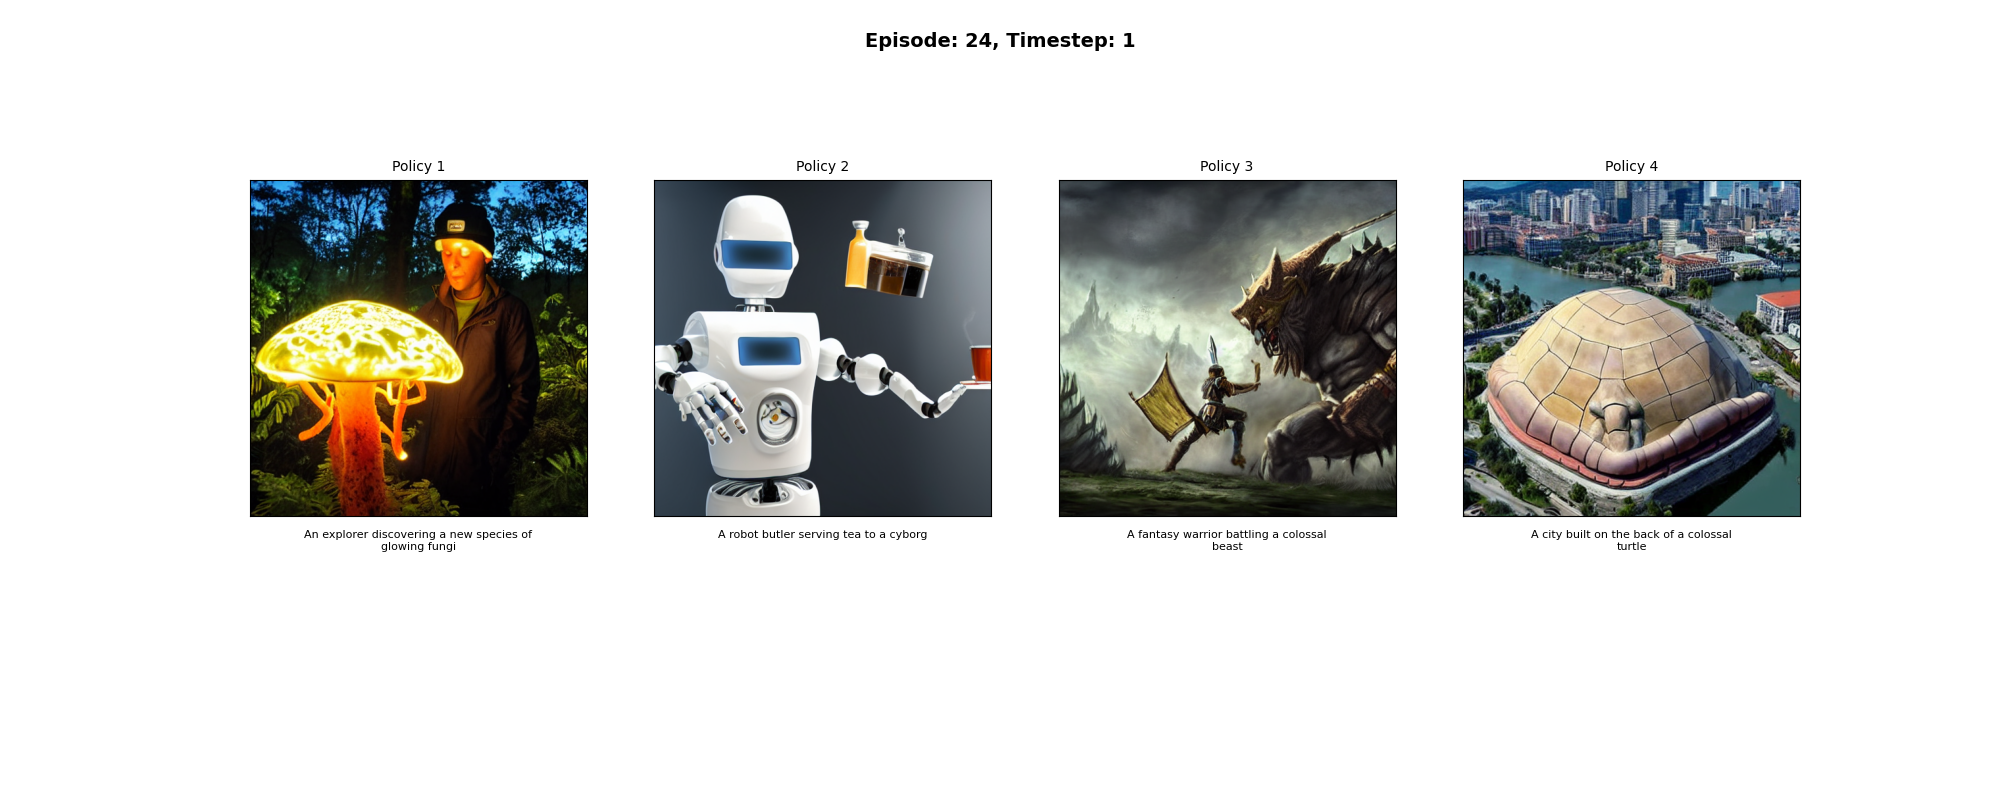 Episode: 24, Timestep: 1
Policy 1
Policy 2
Policy 3
Policy 4
An explorer discovering a new species of
glowing fungi
A robot butler serving tea to a cyborg
A fantasy warrior battling a colossal
beast
A city built on the back of a colossal
turtle